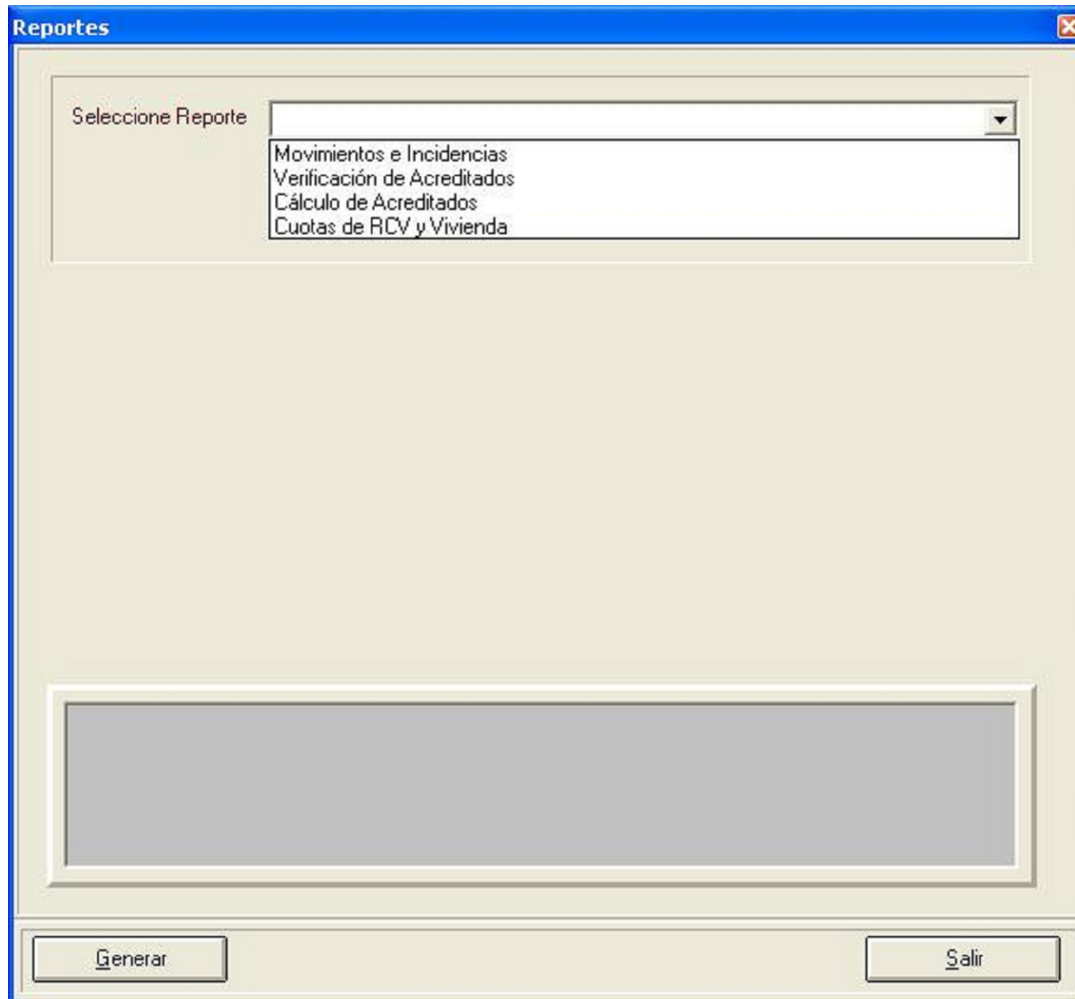 Reportes
Seleccione Reporte
Movimientos e Incidencias
Verificación de Acreditados
Cálculo de Acreditados
Cuotas de RCV y Vivienda
Generar
Salir